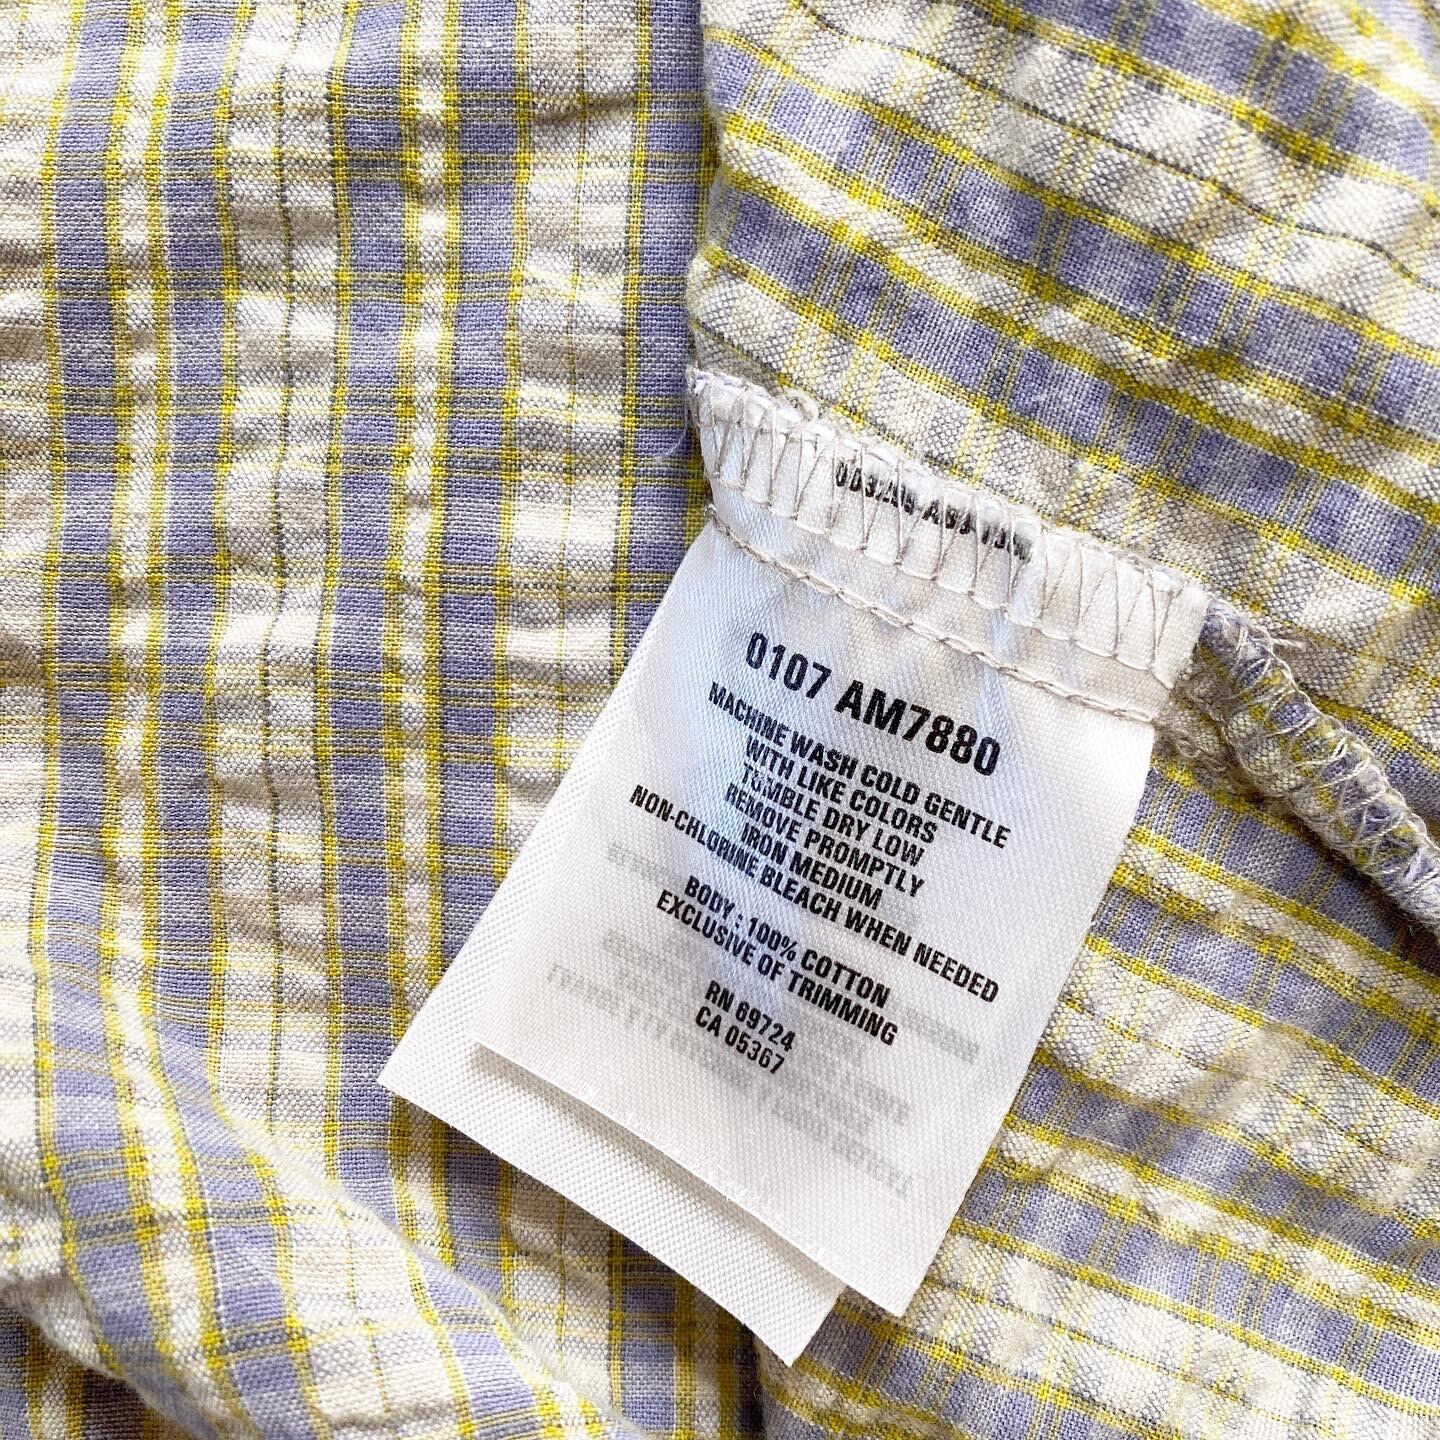 0107 AM7880
MACHINE WASH COLD GENTLE
WITH LIKE COLORS
TUMBLE DRY LOW
REMOVE PROMPTLY
IRON MEDIUM
NON-CHLORINE BLEACH WHEN NEEDED
BODY : 100% COTTON
EXCLUSIVE OF TRIMMING
RN 69724
CA 05367